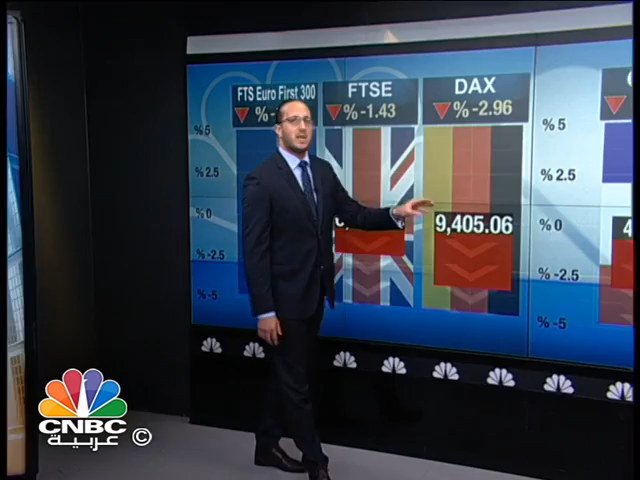 FTS Euro First 300
FTSE
DAX
%-1.43
%-2.96
%5
%2.5
%0
%-2.5
%-5
9,405.06
%5
%2.5
%0
%-2.5
%-5
CNBC
عربية ©